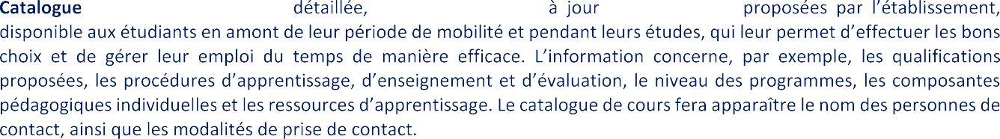 Catalogue détaillée, à jour proposées par l'établissement,
disponible aux étudiants en amont de leur période de mobilité et pendant leurs études, qui leur permet d'effectuer les bons
choix et de gérer leur emploi du temps de manière efficace. L'information concerne, par exemple, les qualifications
proposées, les procédures d'apprentissage, d'enseignement et d'évaluation, le niveau des programmes, les composantes
pédagogiques individuelles et les ressources d'apprentissage. Le catalogue de cours fera apparaître le nom des personnes de
contact, ainsi que les modalités de prise de contact.